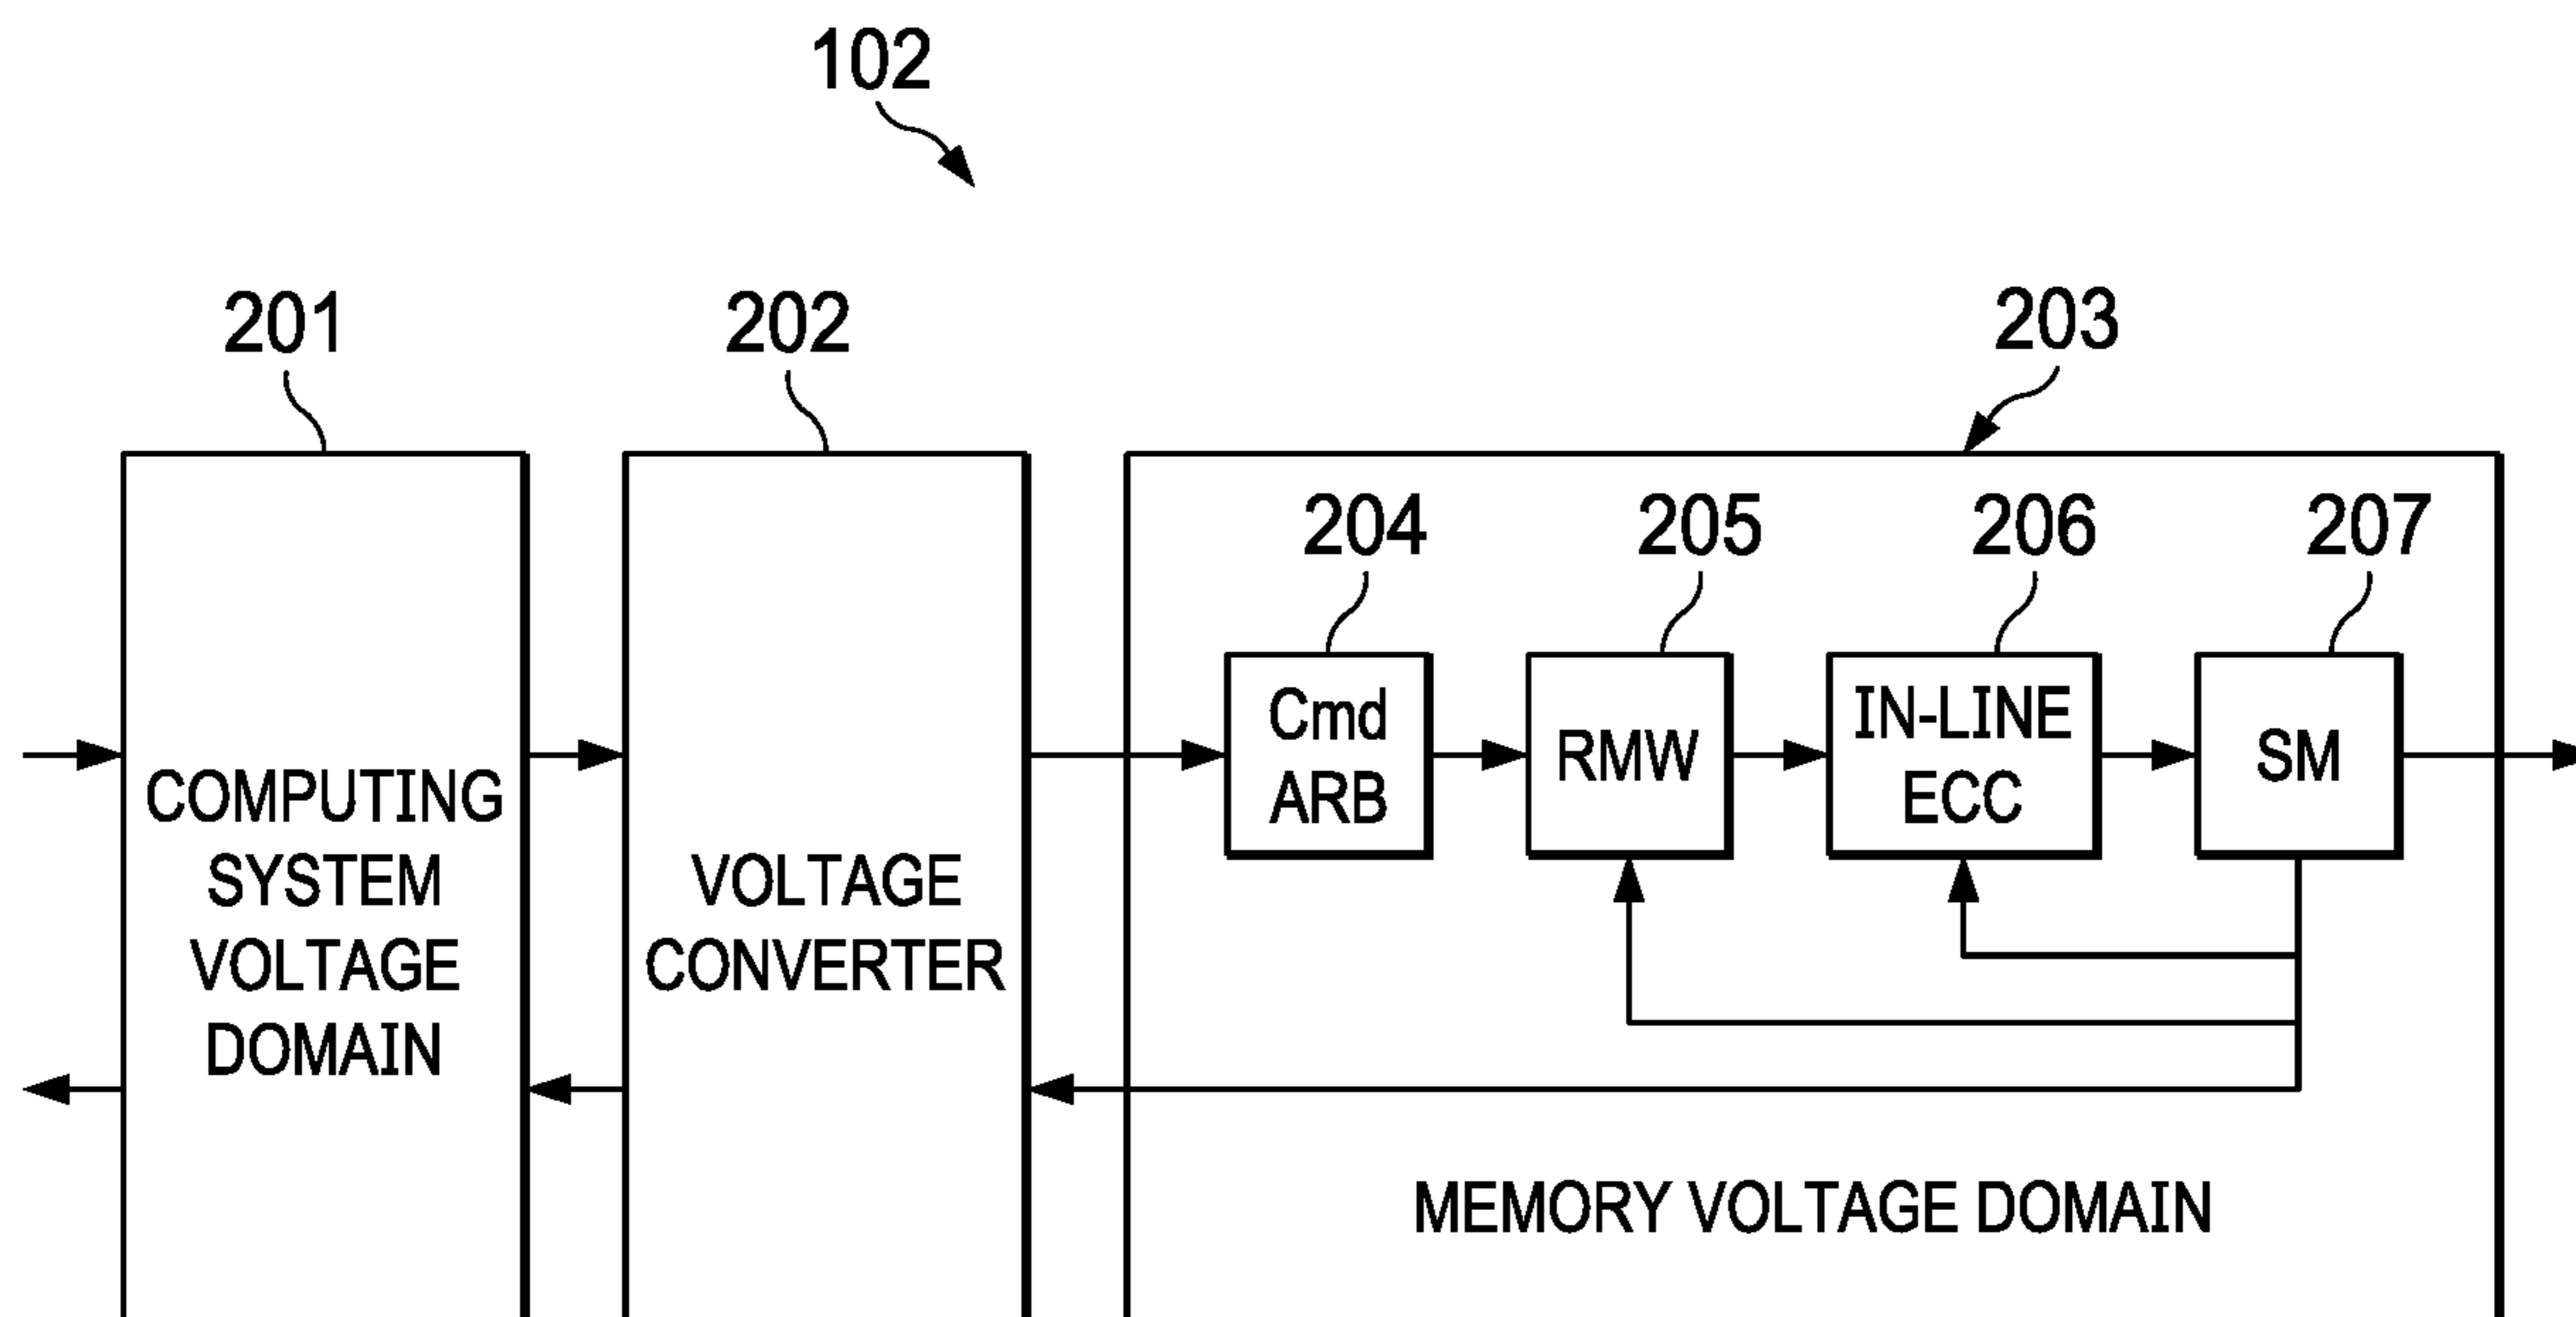 102
201
202
203
204
205
206
207
Cmd
ARB
RMW
IN-LINE
ECC
SM
COMPUTING
SYSTEM
VOLTAGE
DOMAIN
VOLTAGE
CONVERTER
MEMORY VOLTAGE DOMAIN